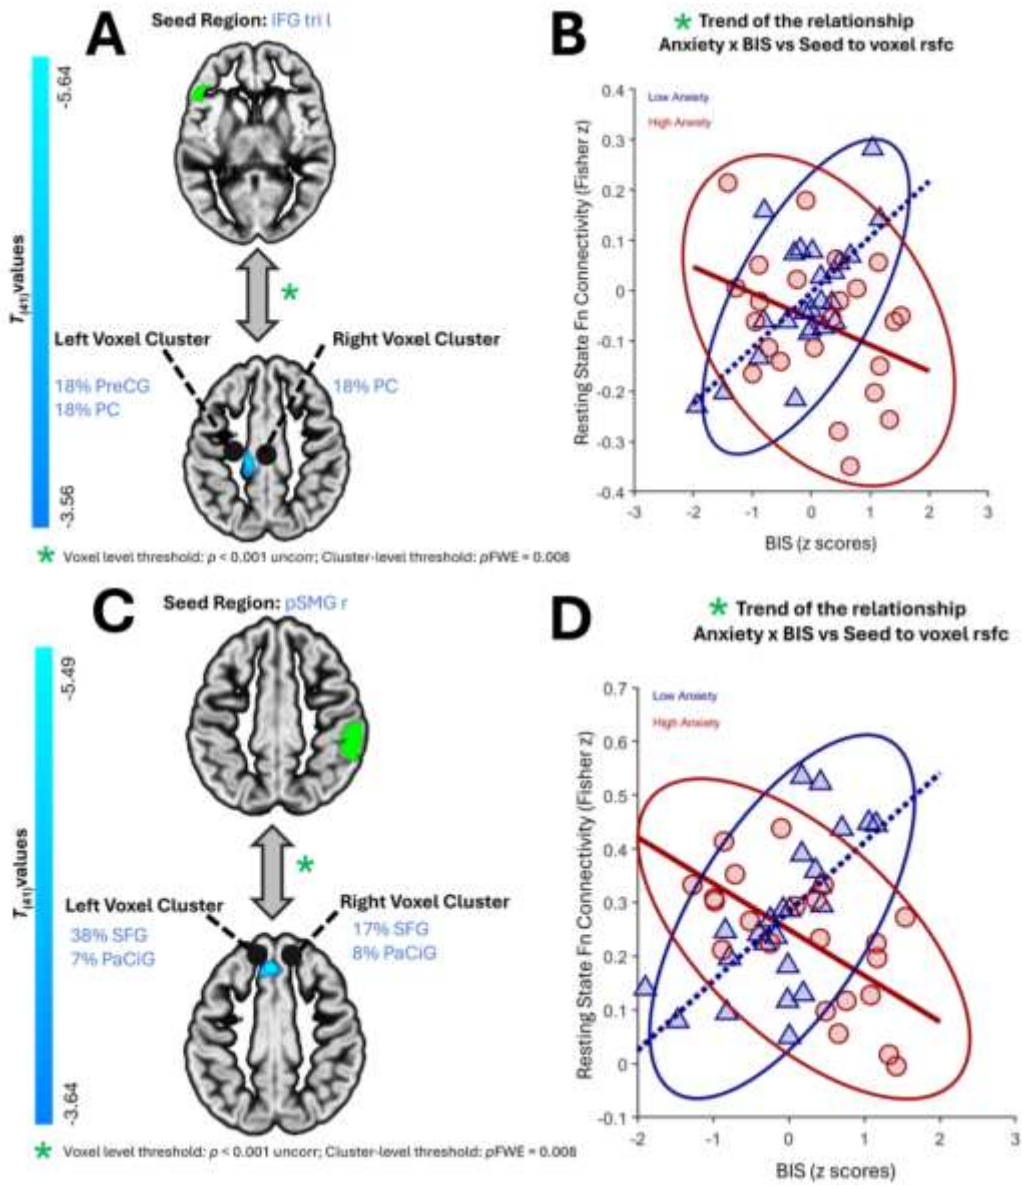 A
Seed Region: iFG tri l
-5.64
T(41)values
-3.56
Left Voxel Cluster
18% PreCG
18% PC
Right Voxel Cluster
18% PC
* Voxel level threshold: p < 0.001 uncorr; Cluster-level threshold: pFWE = 0.008
B
* Trend of the relationship
Anxiety x BIS vs Seed to voxel rsfc
Low Anxiety
High Anxiety
Resting State Fn Connectivity (Fisher z)
0.4
0.3
0.2
0.1
0
-0.1
-0.2
-0.3
-0.4
-3 -2 -1 0 1 2 3
BIS (z scores)
C
Seed Region: pSMG r
-5.49
T(41)values
-3.64
Left Voxel Cluster
38% SFG
7% PaCiG
Right Voxel Cluster
17% SFG
8% PaCiG
* Voxel level threshold: p < 0.001 uncorr; Cluster-level threshold: pFWE = 0.008
D
* Trend of the relationship
Anxiety x BIS vs Seed to voxel rsfc
Low Anxiety
High Anxiety
Resting State Fn Connectivity (Fisher z)
0.7
0.6
0.5
0.4
0.3
0.2
0.1
0
-0.1
-2 -1 0 1 2 3
BIS (z scores)